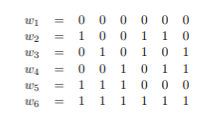 w₁ = 0 0 0 0 0 0
w₂ = 1 0 0 1 1 0
w₃ = 0 1 0 1 0 1
w₄ = 0 0 1 0 1 1
w₅ = 1 1 1 0 0 0
w₆ = 1 1 1 1 1 1